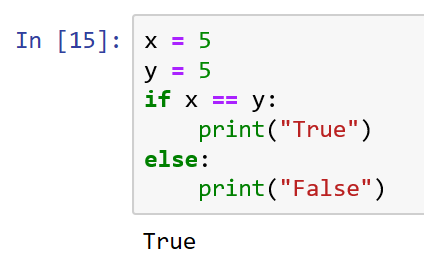 In [15]: x = 5
y = 5
if x == y:
    print("True")
else:
    print("False")
True